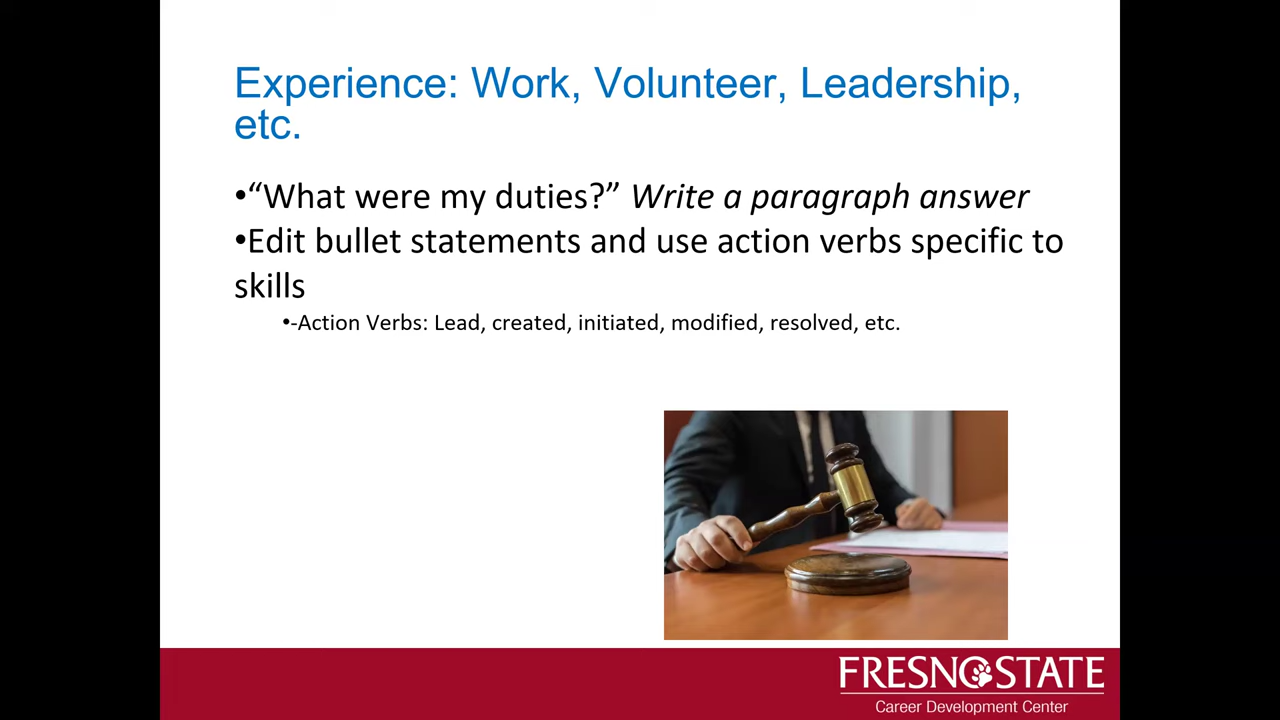 Experience: Work, Volunteer, Leadership,
etc.
•“What were my duties?” Write a paragraph answer
•Edit bullet statements and use action verbs specific to
skills
•-Action Verbs: Lead, created, initiated, modified, resolved, etc.
FRESNO STATE
Career Development Center